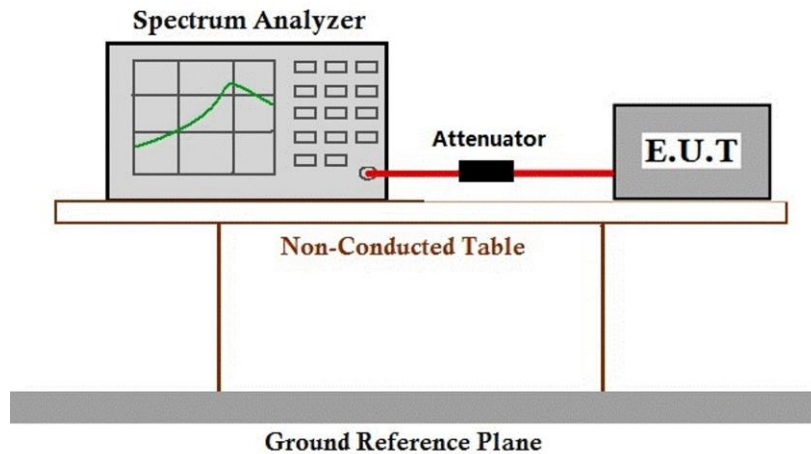 Spectrum Analyzer
Attenuator
E.U.T
Non-Conducted Table
Ground Reference Plane